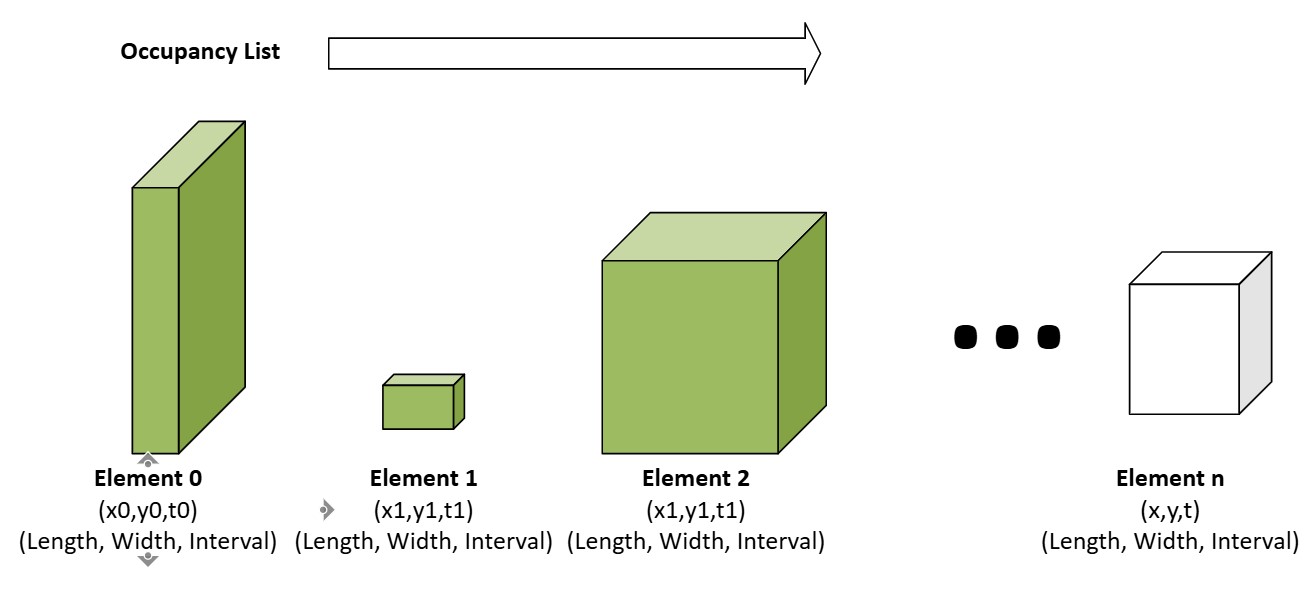 Occupancy List
Element 0
(x0,y0,t0)
(Length, Width, Interval)
Element 1
(x1,y1,t1)
(Length, Width, Interval)
Element 2
(x1,y1,t1)
(Length, Width, Interval)
Element n
(x,y,t)
(Length, Width, Interval)